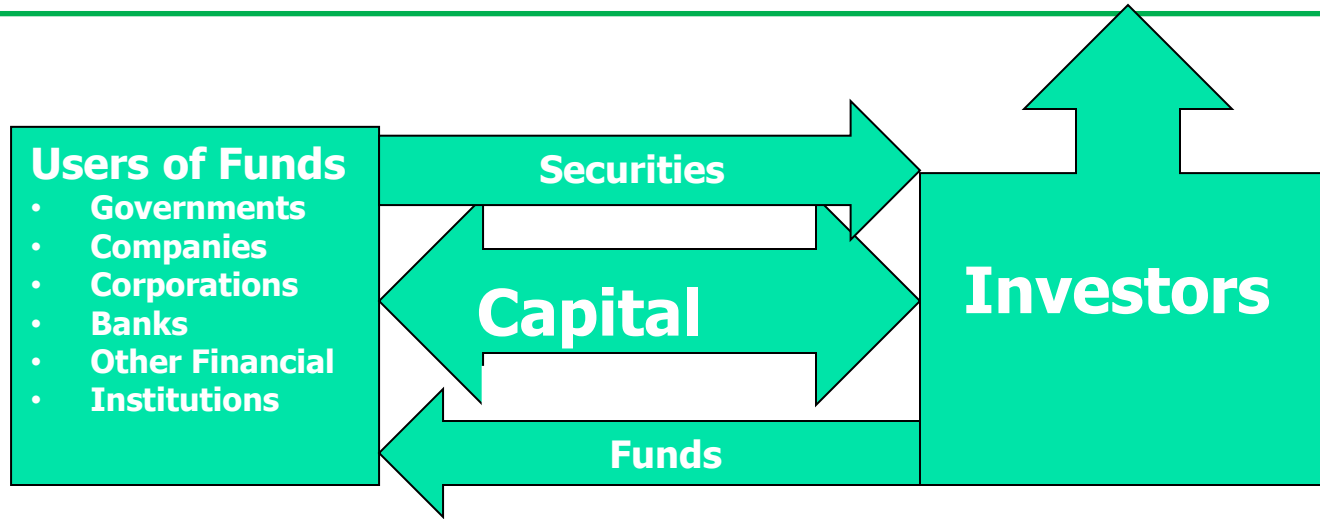 Users of Funds
• Governments
• Companies
• Corporations
• Banks
• Other Financial
• Institutions
Securities
Capital
Funds
Investors